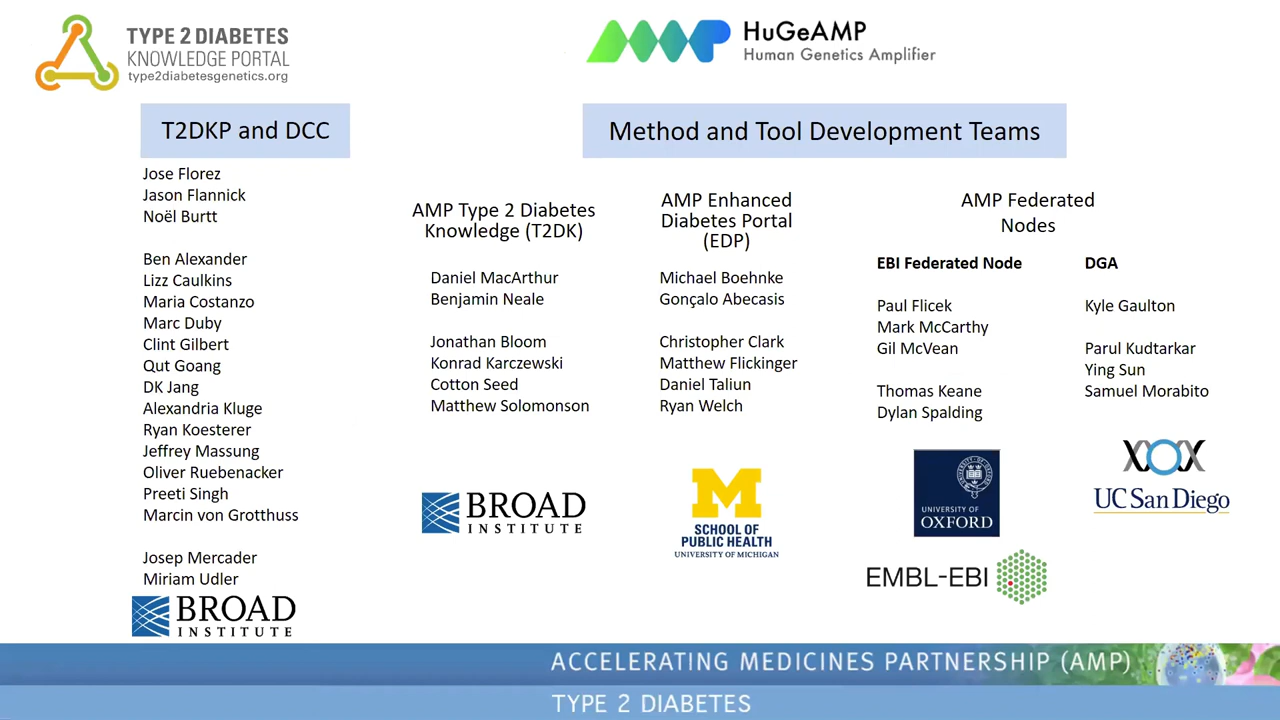 TYPE 2 DIABETES
KNOWLEDGE PORTAL
type2diabetesgenetics.org
HuGeAMP
Human Genetics Amplifier
T2DKP and DCC
Jose Florez
Jason Flannick
Noël Burtt
Ben Alexander
Lizz Caulkins
Maria Costanzo
Marc Duby
Clint Gilbert
Qut Goang
DK Jang
Alexandria Kluge
Ryan Koesterer
Jeffrey Massung
Oliver Ruebenacker
Preeti Singh
Marcin von Grotthuss
Josep Mercader
Miriam Udler
BROAD
INSTITUTE
Method and Tool Development Teams
AMP Type 2 Diabetes
Knowledge (T2DK)
Daniel MacArthur
Benjamin Neale
Jonathan Bloom
Konrad Karczewski
Cotton Seed
Matthew Solomonson
BROAD
INSTITUTE
AMP Enhanced
Diabetes Portal
(EDP)
Michael Boehnke
Gonçalo Abecasis
Christopher Clark
Matthew Flickinger
Daniel Taliun
Ryan Welch
M
SCHOOL OF
PUBLIC HEALTH
UNIVERSITY OF MICHIGAN
AMP Federated
Nodes
EBI Federated Node
Paul Flicek
Mark McCarthy
Gil McVean
Thomas Keane
Dylan Spalding
UNIVERSITY OF
OXFORD
EMBL-EBI
DGA
Kyle Gaulton
Parul Kudtarkar
Ying Sun
Samuel Morabito
UC San Diego
ACCELERATING MEDICINES PARTNERSHIP (AMP)
TYPE 2 DIABETES